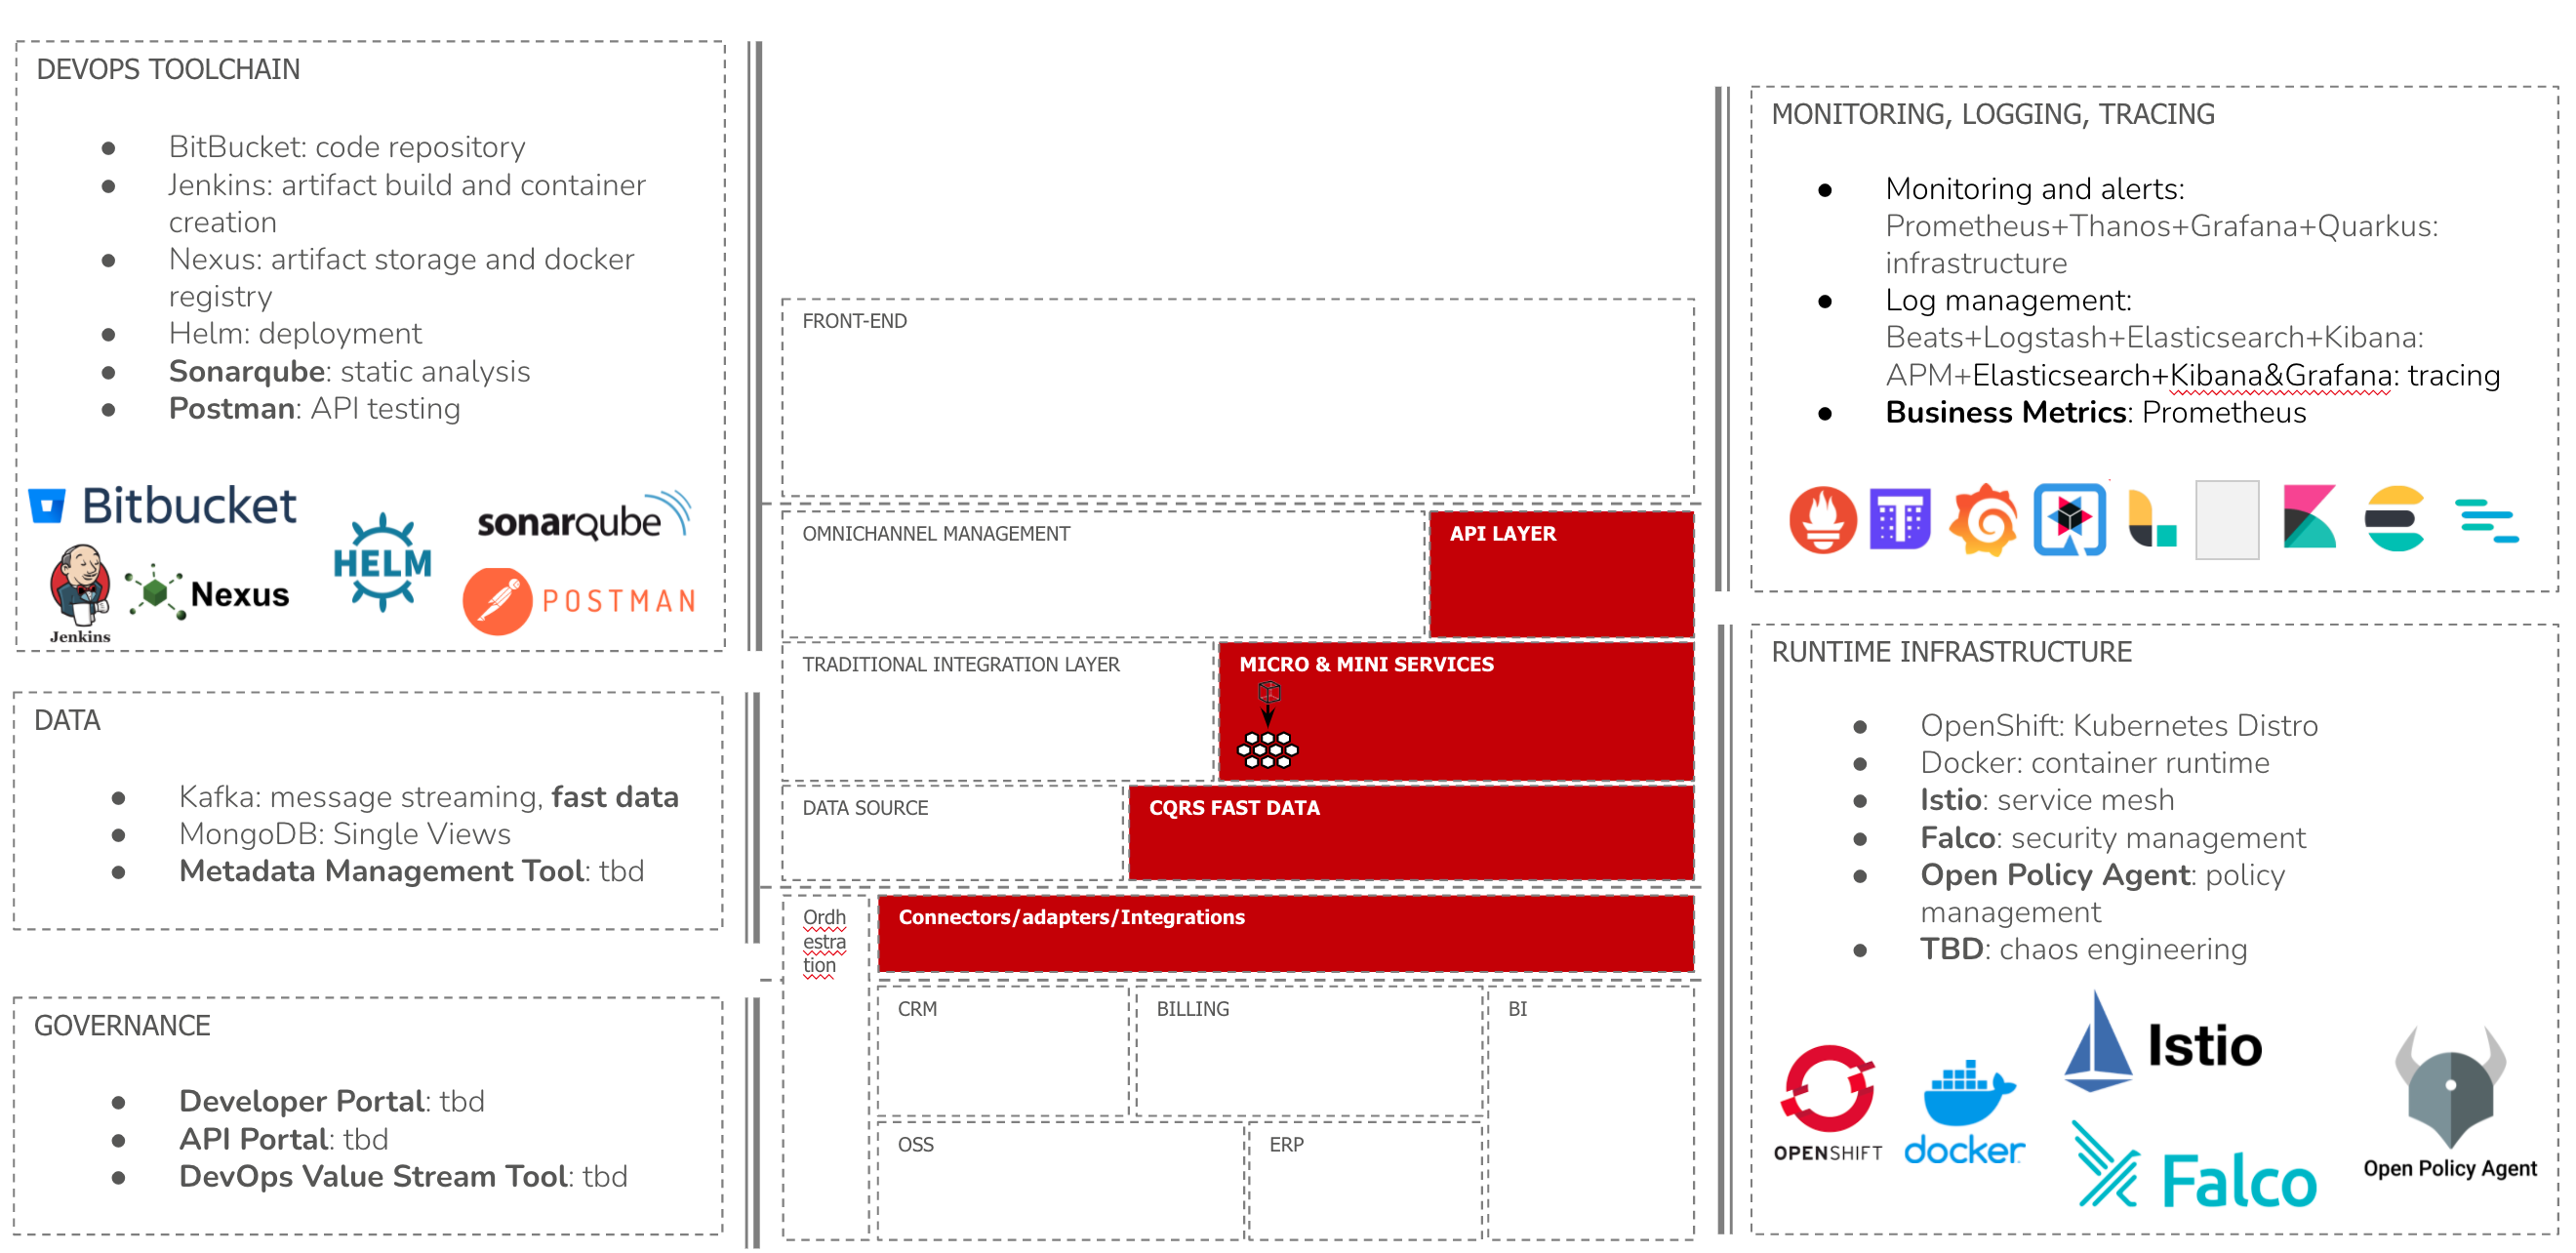 DEVOPS TOOLCHAIN
● BitBucket: code repository
● Jenkins: artifact build and container
creation
● Nexus: artifact storage and docker
registry
● Helm: deployment
● Sonarqube: static analysis
● Postman: API testing
Bitbucket
sonarqube
HELM
Jenkins
Nexus
POSTMAN
DATA
● Kafka: message streaming, fast data
● MongoDB: Single Views
● Metadata Management Tool: tbd
GOVERNANCE
● Developer Portal: tbd
● API Portal: tbd
● DevOps Value Stream Tool: tbd
FRONT-END
OMNICHANNEL MANAGEMENT
API LAYER
TRADITIONAL INTEGRATION LAYER
MICRO & MINI SERVICES
DATA SOURCE
CQRS FAST DATA
Ordh
estra
tion
Connectors/adapters/Integrations
CRM
BILLING
BI
OSS
ERP
MONITORING, LOGGING, TRACING
● Monitoring and alerts:
Prometheus+Thanos+Grafana+Quarkus:
infrastructure
● Log management:
Beats+Logstash+Elasticsearch+Kibana:
APM+Elasticsearch+Kibana&Grafana: tracing
● Business Metrics: Prometheus
RUNTIME INFRASTRUCTURE
● OpenShift: Kubernetes Distro
● Docker: container runtime
● Istio: service mesh
● Falco: security management
● Open Policy Agent: policy
management
● TBD: chaos engineering
OPENSHIFT
docker
Istio
Falco
Open Policy Agent